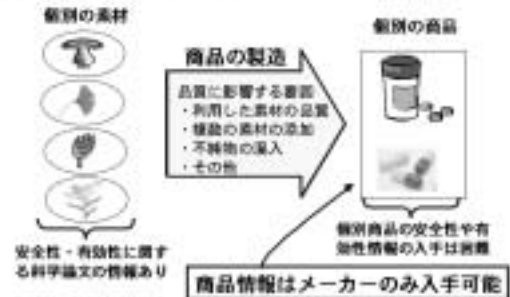 個別の素材
個別の商品
商品の製造
品質に影響する要因
・利用した素材の品質
・複数の素材の添加
・不純物の混入
・その他
安全性・有効性に関す
る科学論文の情報あり
個別商品の安全性や有
効性情報の入手は困難
商品情報はメーカーのみ入手可能